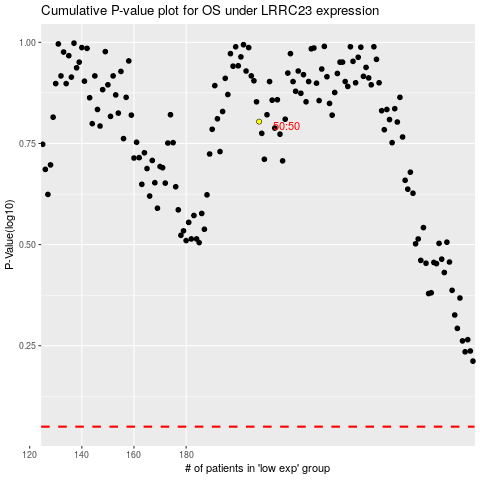 Cumulative P-value plot for OS under LRRC23 expression
P-Value(log10)
1.00
0.75
0.50
0.25
50:50
120 140 160 180
# of patients in 'low exp' group